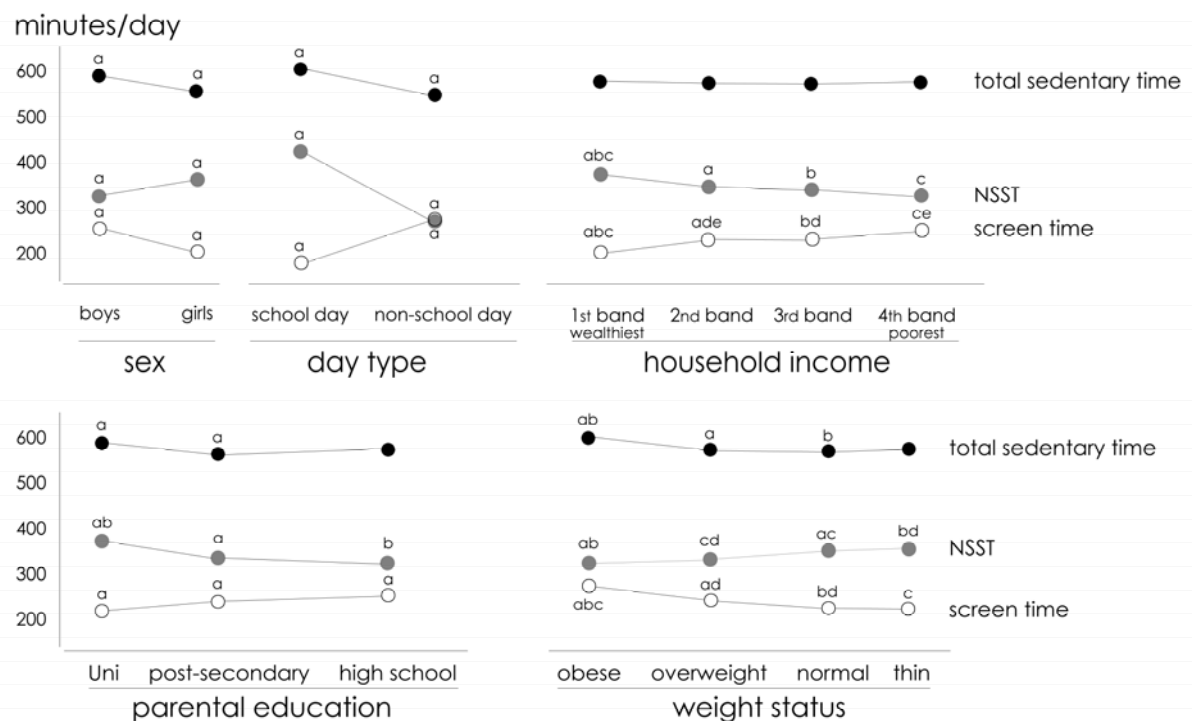 minutes/day
a a a a
600 total sedentary time
500
a a
400 abc a b c
300 a a NSST
a a abc ade bd ce screen time
200 a a a
boys girls school day non-school day 1st band 2nd band 3rd band 4th band
wealthiest poorest
sex day type household income
a a ab a b
600 total sedentary time
500
400 ab a b ab cd ac bd NSST
300
a a a abc ad bd c screen time
200
Uni post-secondary high school obese overweight normal thin
parental education weight status